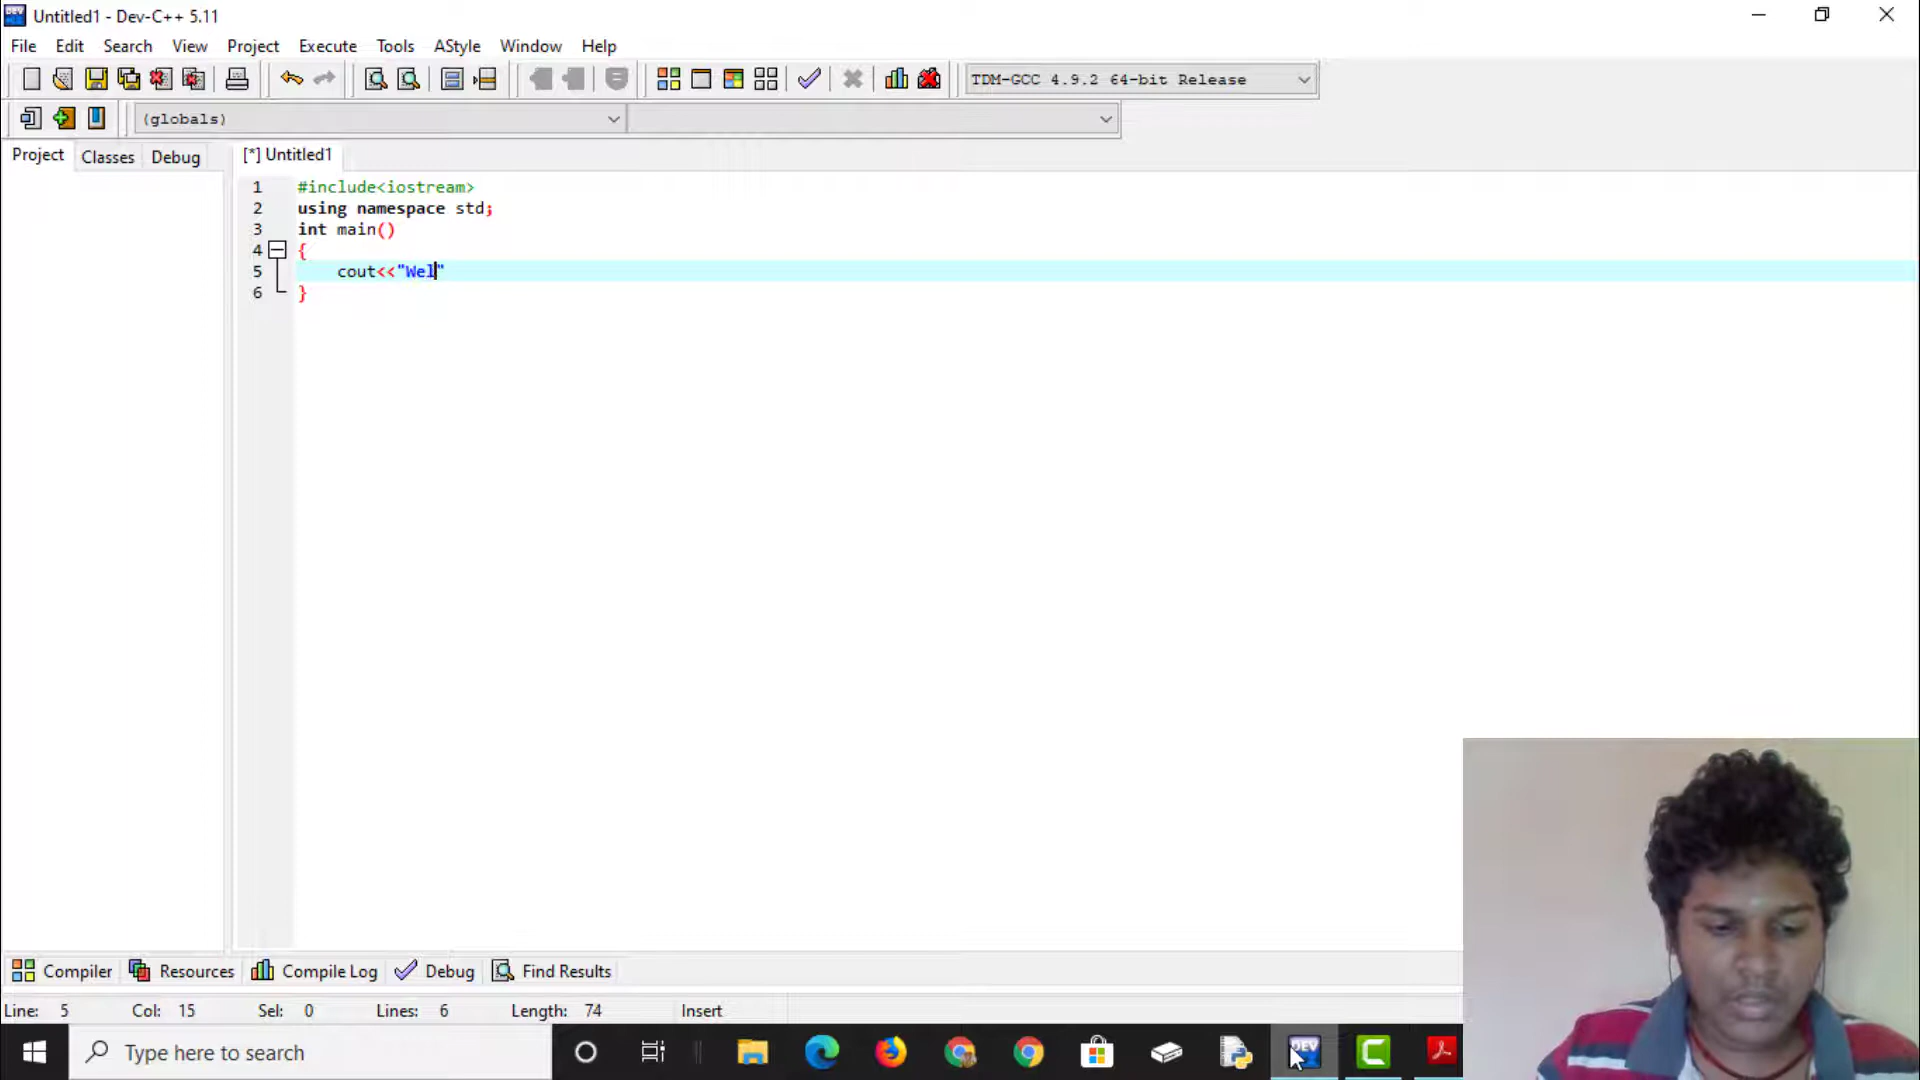 Untitled1 - Dev-C++ 5.11
File Edit Search View Project Execute Tools AStyle Window Help
TDM-GCC 4.9.2 64-bit Release
(globals)
Project Classes Debug [*] Untitled1
1 #include<iostream>
2 using namespace std;
3 int main()
4 {
5 cout<<"Wel"
6 }
Compiler Resources Compile Log Debug Find Results
Line: 5 Col: 15 Sel: 0 Lines: 6 Length: 74 Insert
Type here to search DEV C